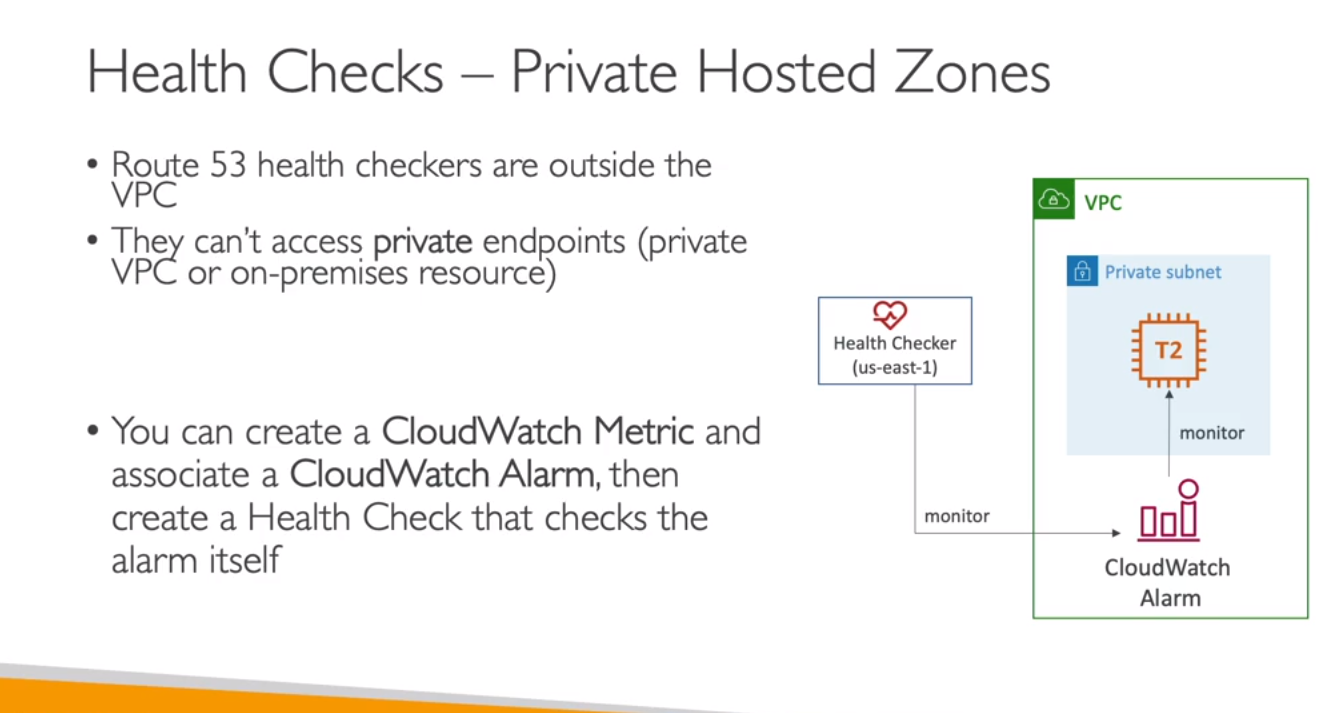 Health Checks – Private Hosted Zones
• Route 53 health checkers are outside the
VPC
• They can't access private endpoints (private
VPC or on-premises resource)
• You can create a CloudWatch Metric and
associate a CloudWatch Alarm, then
create a Health Check that checks the
alarm itself
VPC
Private subnet
T2
monitor
Health Checker
(us-east-1)
monitor
CloudWatch
Alarm